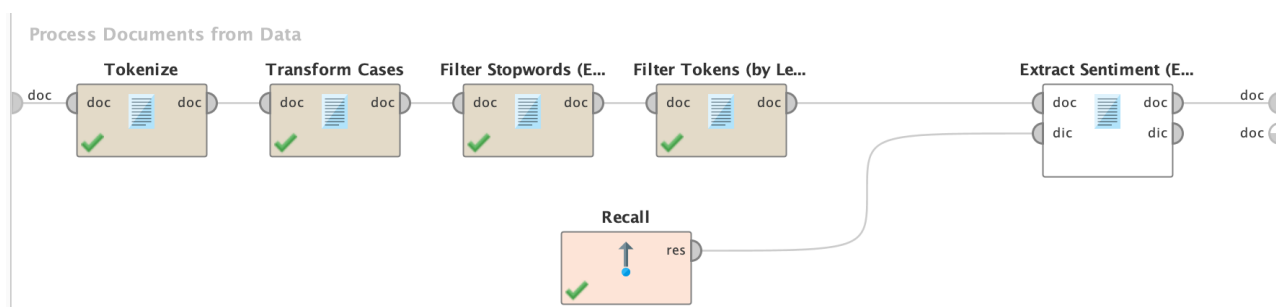 Process Documents from Data
Tokenize
Transform Cases
Filter Stopwords (E...
Filter Tokens (by Le...
Extract Sentiment (E...
doc
doc doc
doc doc
doc doc
doc doc
doc doc
doc
dic dic
doc
Recall
res